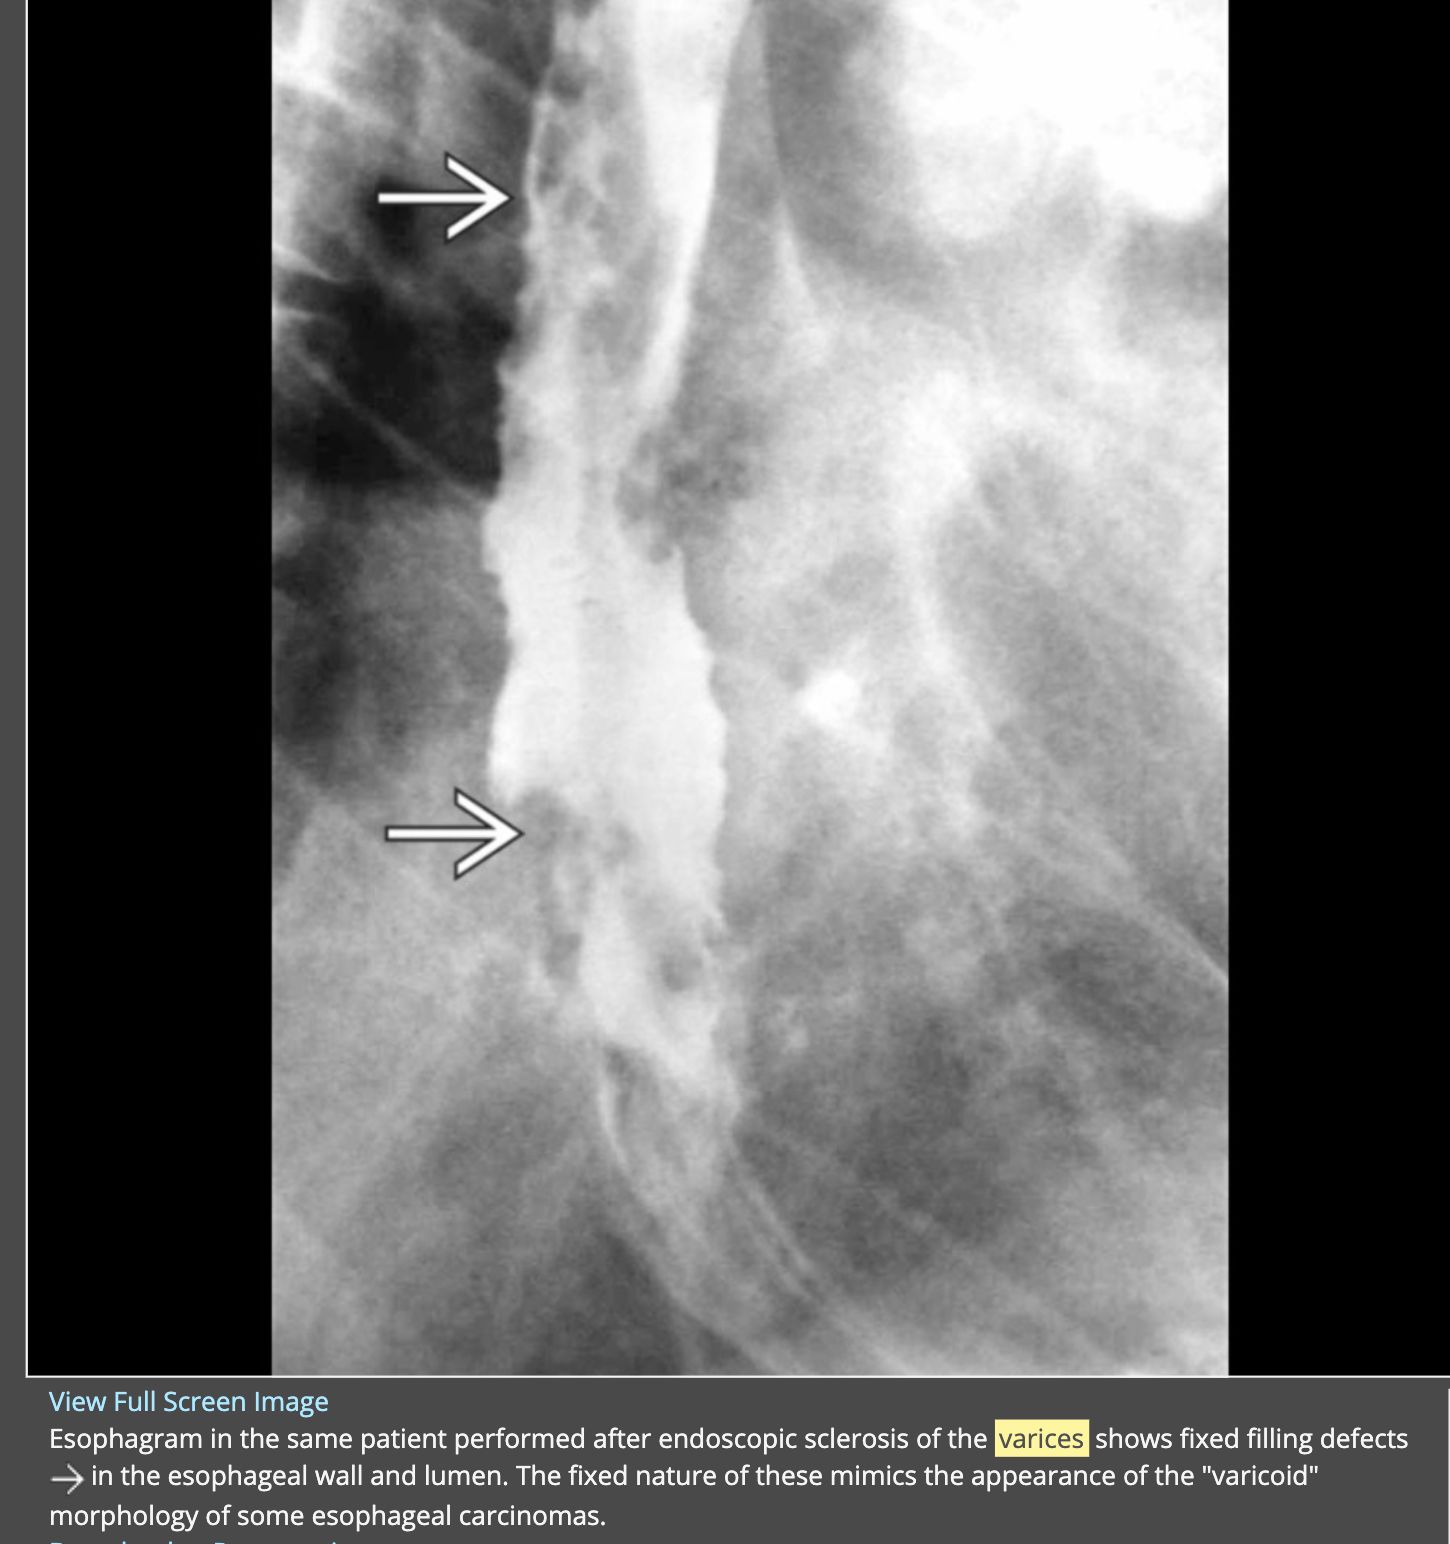 View Full Screen Image
Esophagram in the same patient performed after endoscopic sclerosis of the varices shows fixed filling defects
in the esophageal wall and lumen. The fixed nature of these mimics the appearance of the "varicoid"
morphology of some esophageal carcinomas.